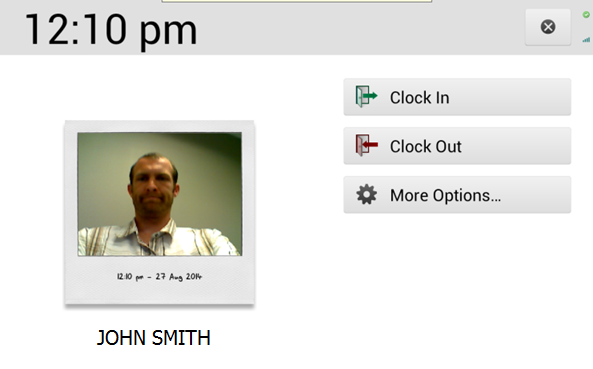 12:10 pm
Clock In
Clock Out
More Options...
12:10 pm - 27 Aug 2014
JOHN SMITH